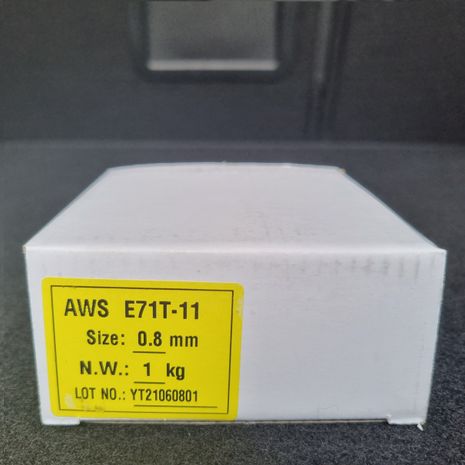 AWS E71T-11
Size: 0.8 mm
N.W.: 1 kg
LOT NO.: YT21060801